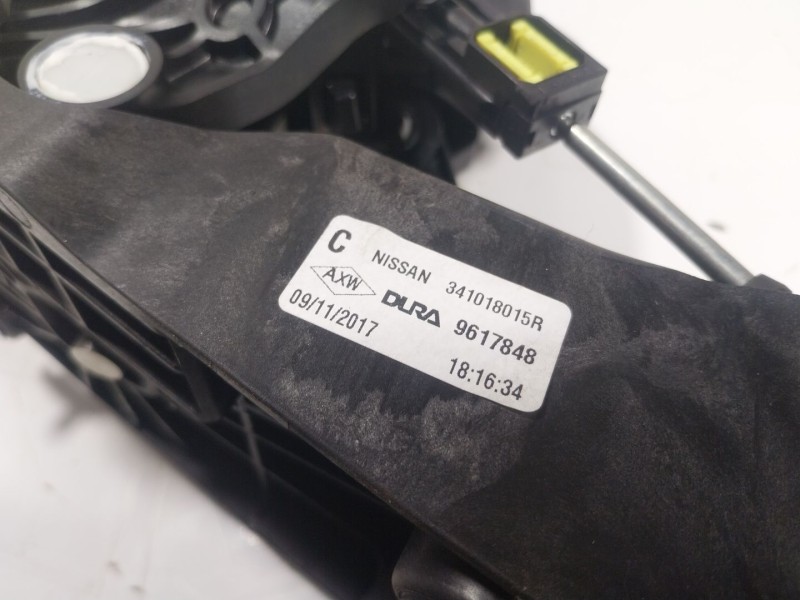 C NISSAN 341018015R
AXW DURA 9617848
09/11/2017 18:16:34